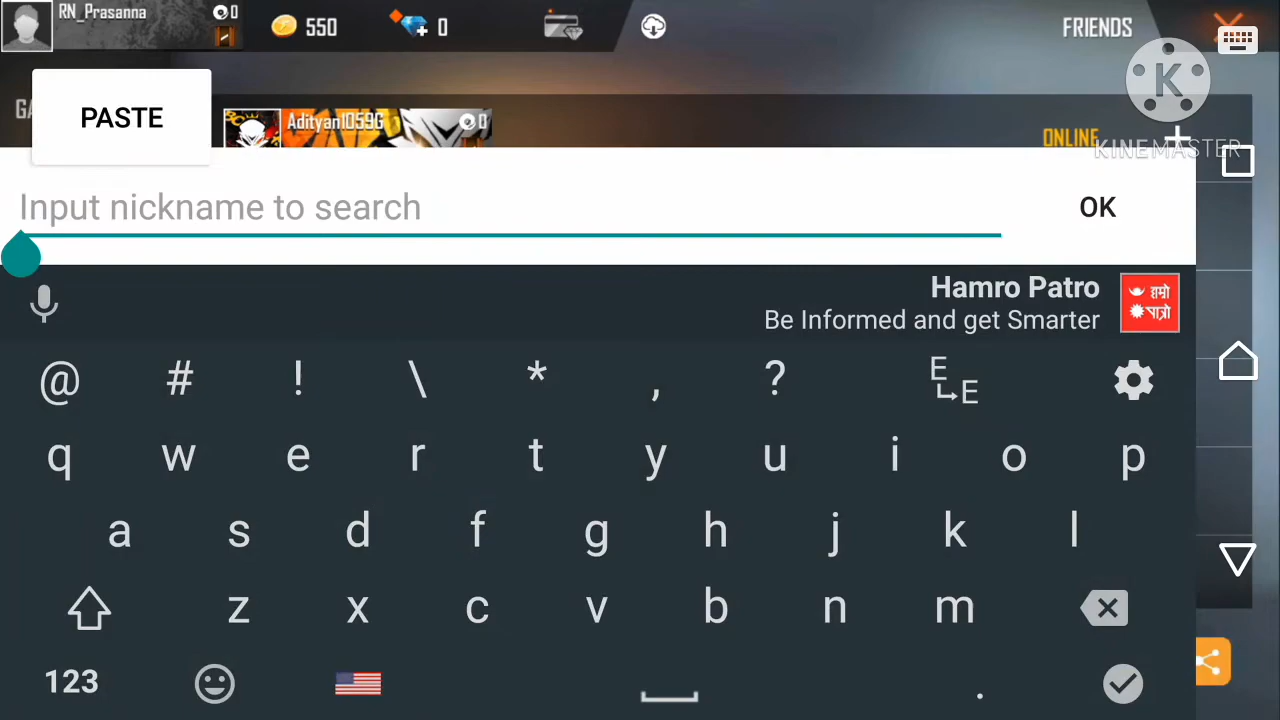 RN_Prasanna
0
550
0
FRIENDS
K
GA
PASTE
Adityan1059G
0
ONLINE
KINEMASTER
Input nickname to search
OK
Hamro Patro
Be Informed and get Smarter
हाम्रो
पात्रो
@ # ! \ * , ? E E
q w e r t y u i o p
a s d f g h j k l
z x c v b n m
123 .